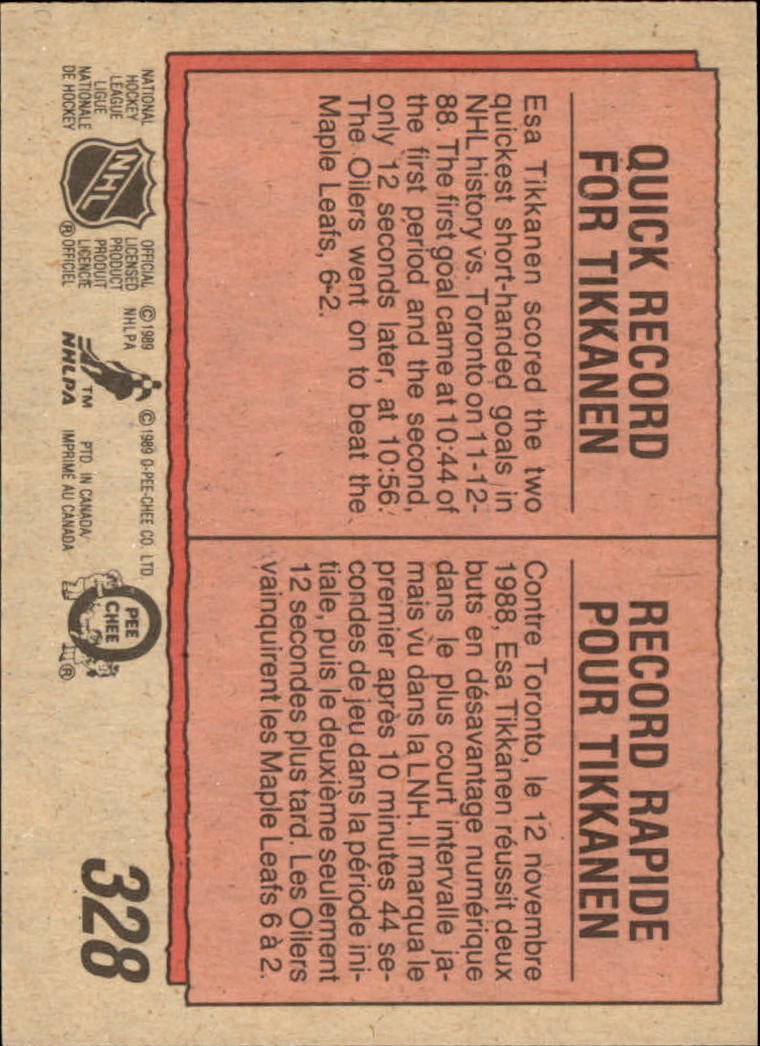 QUICK RECORD
FOR TIKKANEN
Esa Tikkanen scored the two
quickest short-handed goals in
NHL history vs. Toronto on 11-12-
88. The first goal came at 10:44 of
the first period and the second,
only 12 seconds later, at 10:56.
The Oilers went on to beat the
Maple Leafs, 6-2.
RECORD RAPIDE
POUR TIKKANEN
Contre Toronto, le 12 novembre
1988, Esa Tikkanen réussit deux
buts en désavantage numérique
dans le plus court intervalle ja-
mais vu dans la LNH. Il marqua le
premier après 10 minutes 44 se-
condes de jeu dans la période ini-
tiale, puis le deuxième seulement
12 secondes plus tard. Les Oilers
vainquirent les Maple Leafs 6 à 2.
NATIONAL
HOCKEY
LEAGUE
LIGUE
NATIONALE
DE HOCKEY
NHL
®
OFFICIAL
LICENSED
PRODUCT
PRODUIT
LICENCIÉ
OFFICIEL
© 1989
NHLPA
TM
NHLPA
© 1989 O-PEE-CHEE CO. LTD.
PTD. IN CANADA/
IMPRIMÉ AU CANADA
O
PEE
CHEE
®
328